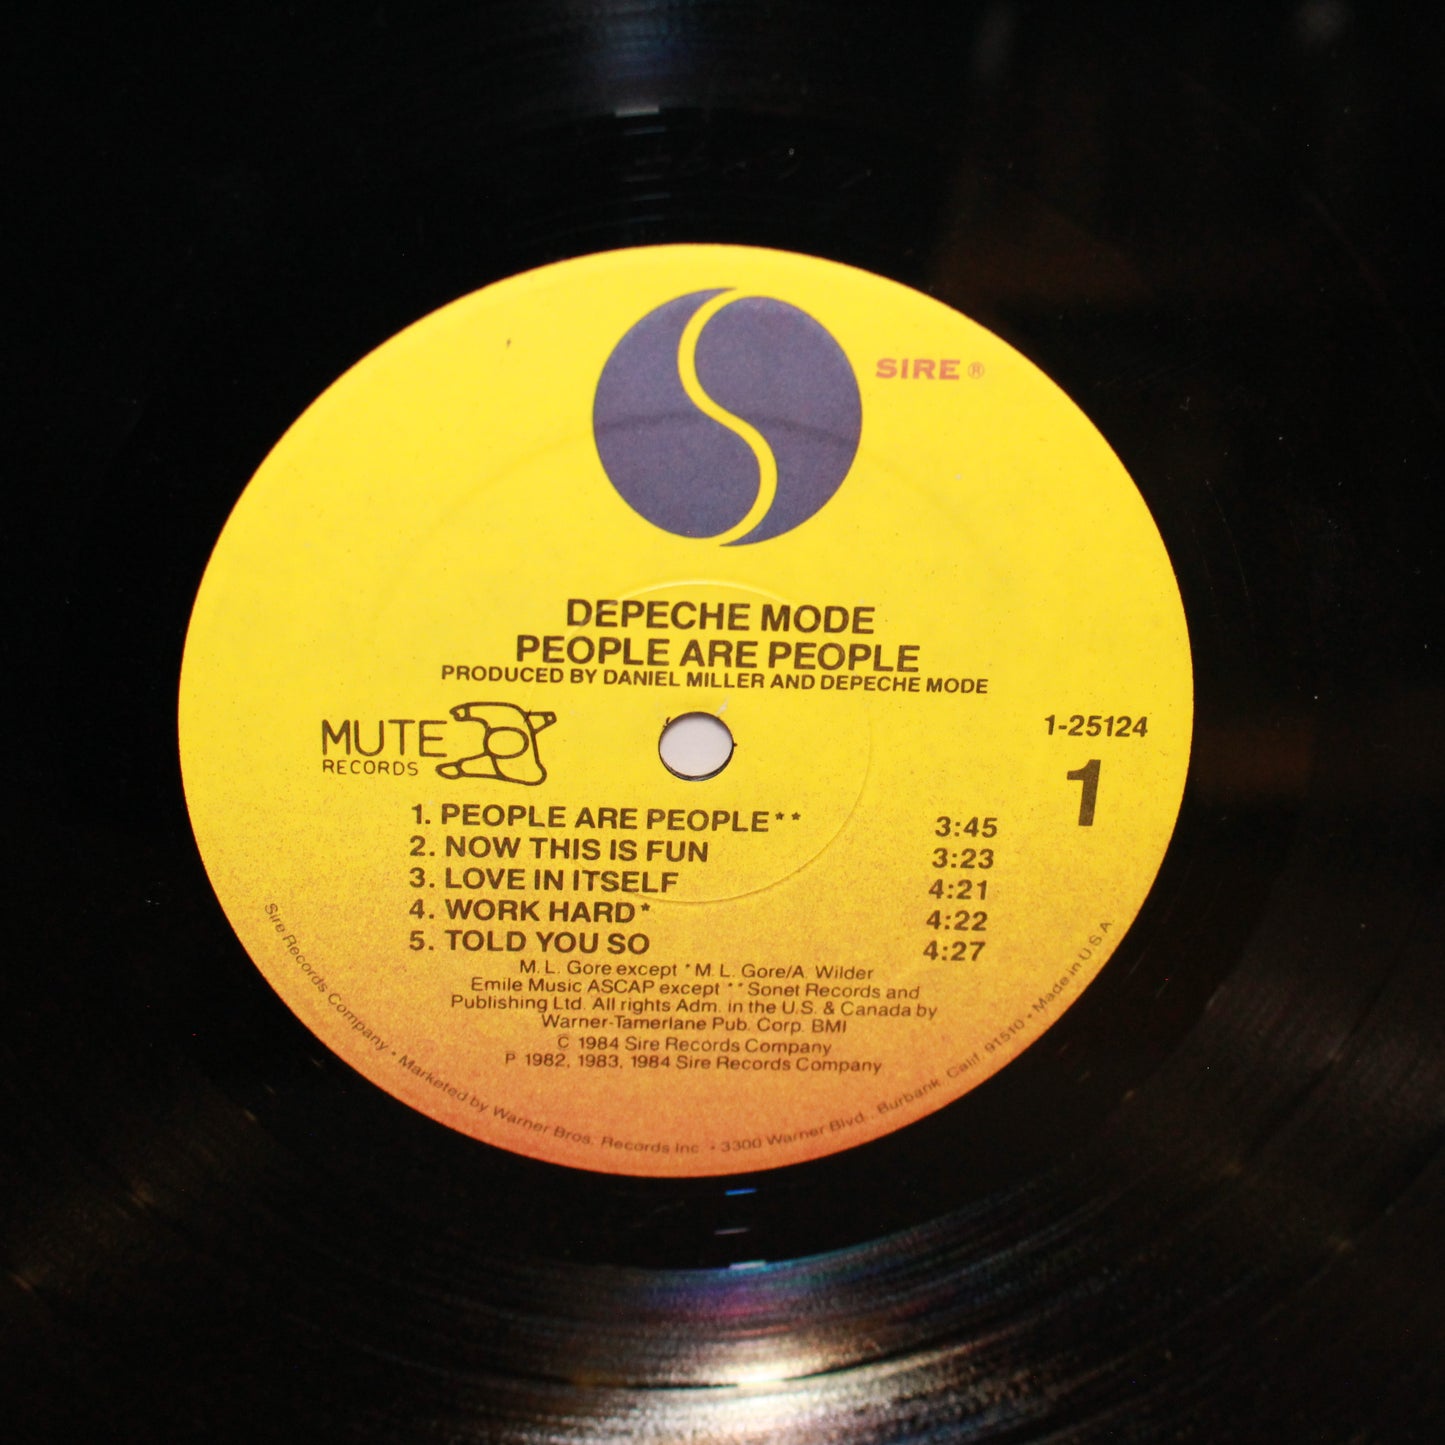 SIRE ®
DEPECHE MODE
PEOPLE ARE PEOPLE
PRODUCED BY DANIEL MILLER AND DEPECHE MODE
MUTE
RECORDS
1-25124
1
1. PEOPLE ARE PEOPLE** 3:45
2. NOW THIS IS FUN 3:23
3. LOVE IN ITSELF 4:21
4. WORK HARD* 4:22
5. TOLD YOU SO 4:27
M. L. Gore except *M. L. Gore/A. Wilder
Emile Music ASCAP except **Sonet Records and
Publishing Ltd. All rights Adm. in the U.S. & Canada by
Warner-Tamerlane Pub. Corp. BMI
C 1984 Sire Records Company
P 1982, 1983, 1984 Sire Records Company
Sire Records Company • Marketed by Warner Bros. Records Inc. • 3300 Warner Blvd., Burbank, Calif. 91510 • Made in U.S.A.